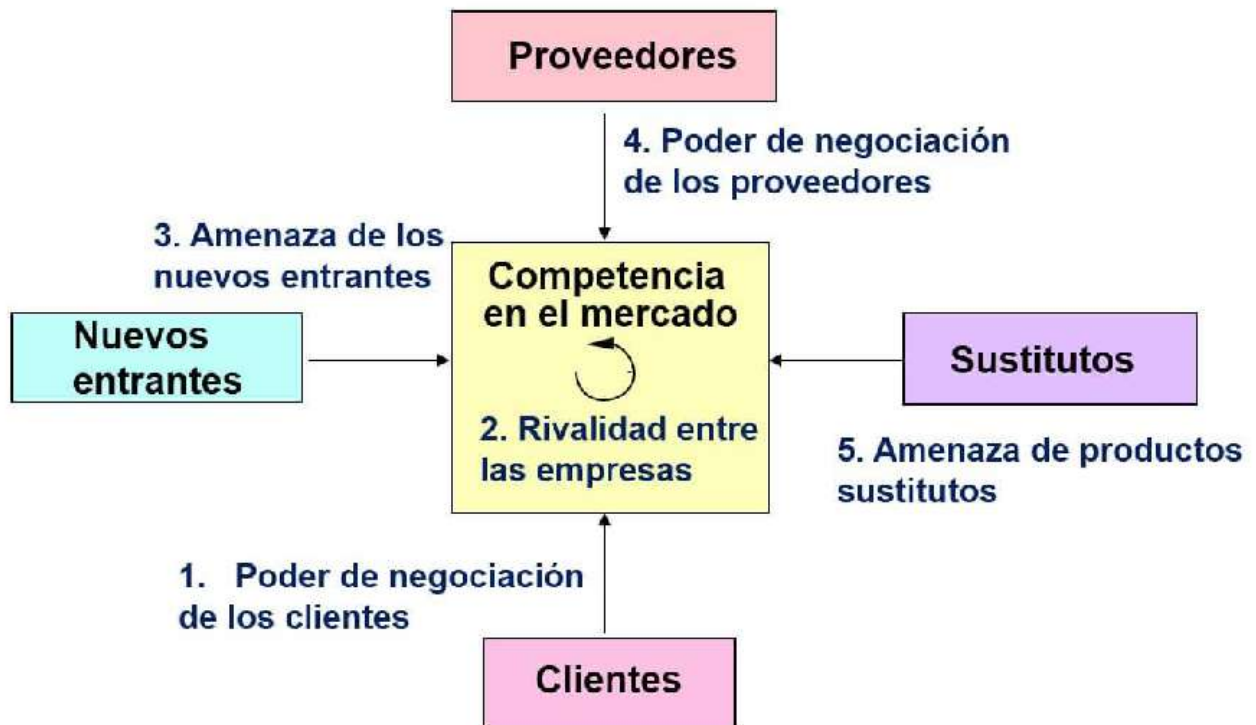 Proveedores
4. Poder de negociación
de los proveedores
3. Amenaza de los
nuevos entrantes
Competencia
en el mercado
Nuevos
entrantes
Sustitutos
2. Rivalidad entre
las empresas
5. Amenaza de productos
sustitutos
1. Poder de negociación
de los clientes
Clientes